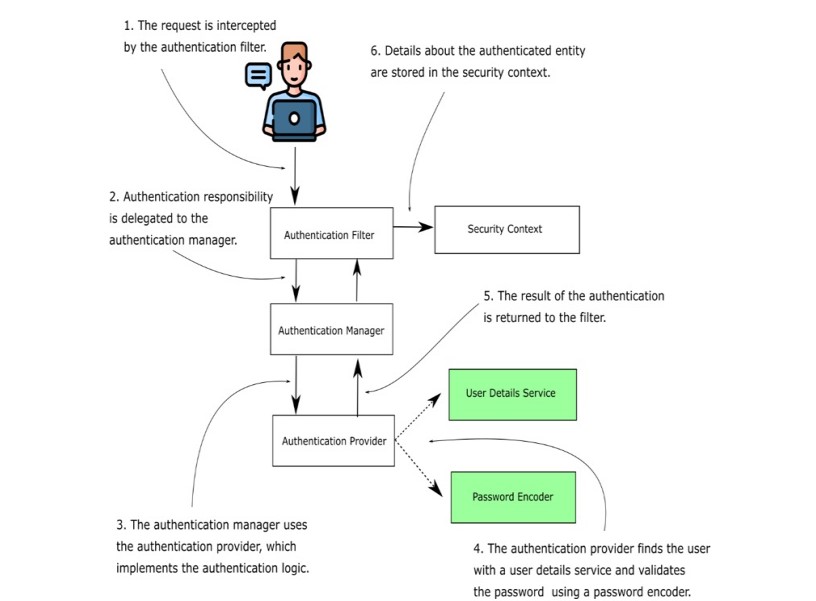 1. The request is intercepted
by the authentication filter.
6. Details about the authenticated entity
are stored in the security context.
2. Authentication responsibility
is delegated to the
authentication manager.
Authentication Filter
Security Context
5. The result of the authentication
is returned to the filter.
Authentication Manager
User Details Service
Authentication Provider
Password Encoder
3. The authentication manager uses
the authentication provider, which
implements the authentication logic.
4. The authentication provider finds the user
with a user details service and validates
the password using a password encoder.